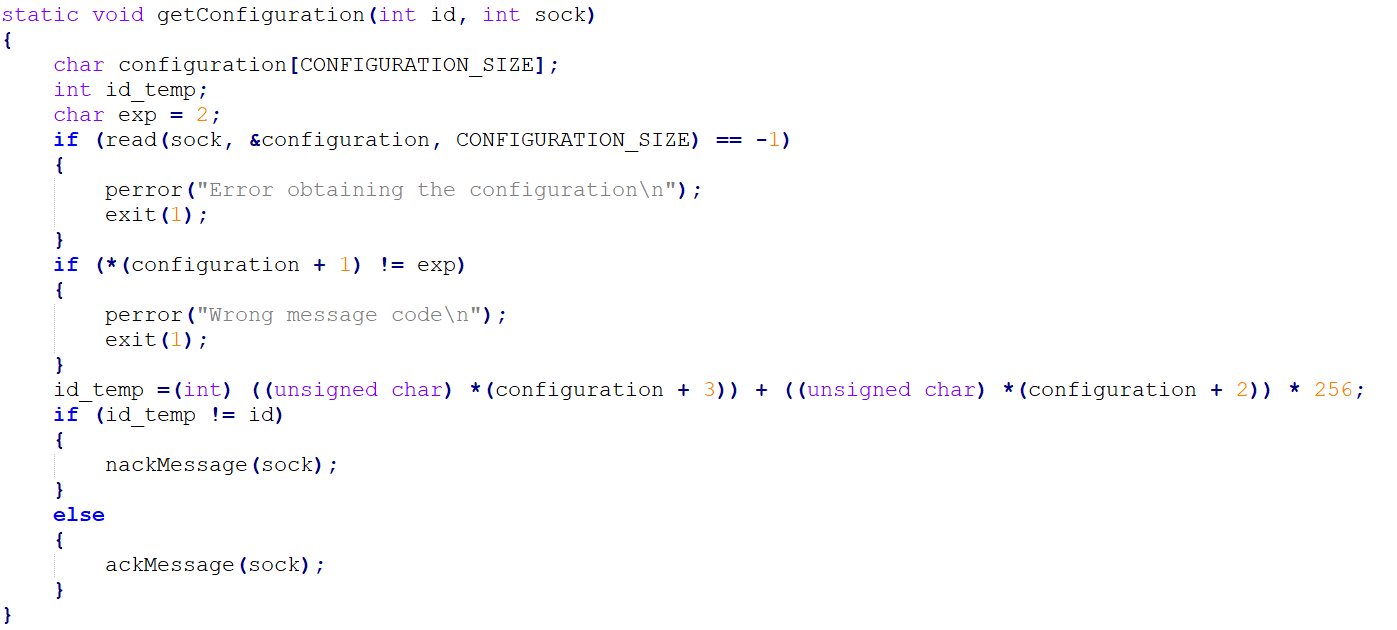 static void getConfiguration(int id, int sock)
{
    char configuration[CONFIGURATION_SIZE];
    int id_temp;
    char exp = 2;
    if (read(sock, &configuration, CONFIGURATION_SIZE) == -1)
    {
        perror("Error obtaining the configuration\n");
        exit(1);
    }
    if (*(configuration + 1) != exp)
    {
        perror("Wrong message code\n");
        exit(1);
    }
    id_temp =(int) ((unsigned char) *(configuration + 3)) + ((unsigned char) *(configuration + 2)) * 256;
    if (id_temp != id)
    {
        nackMessage(sock);
    }
    else
    {
        ackMessage(sock);
    }
}